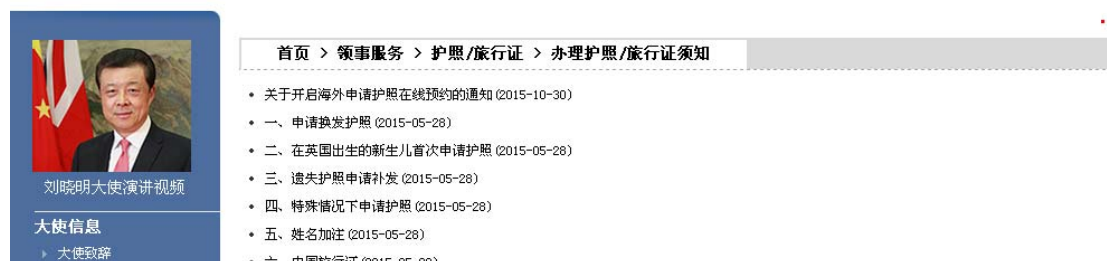 首页 > 领事服务 > 护照/旅行证 > 办理护照/旅行证须知
关于开启海外申请护照在线预约的通知(2015-10-30)
一、申请换发护照(2015-05-28)
二、在英国出生的新生儿首次申请护照(2015-05-28)
三、遗失护照申请补发(2015-05-28)
四、特殊情况下申请护照(2015-05-28)
五、姓名加注(2015-05-28)
六、中国旅行证
刘晓明大使演讲视频
大使信息
大使致辞